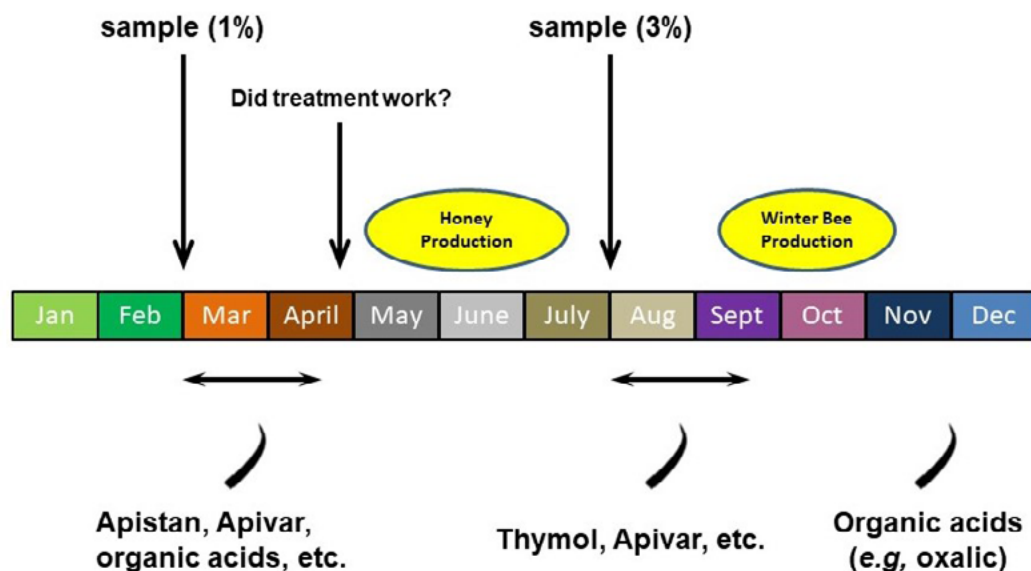 sample (1%)
sample (3%)
Did treatment work?
Honey
Production
Winter Bee
Production
Jan Feb Mar April May June July Aug Sept Oct Nov Dec
Apistan, Apivar,
organic acids, etc.
Thymol, Apivar, etc.
Organic acids
(e.g, oxalic)